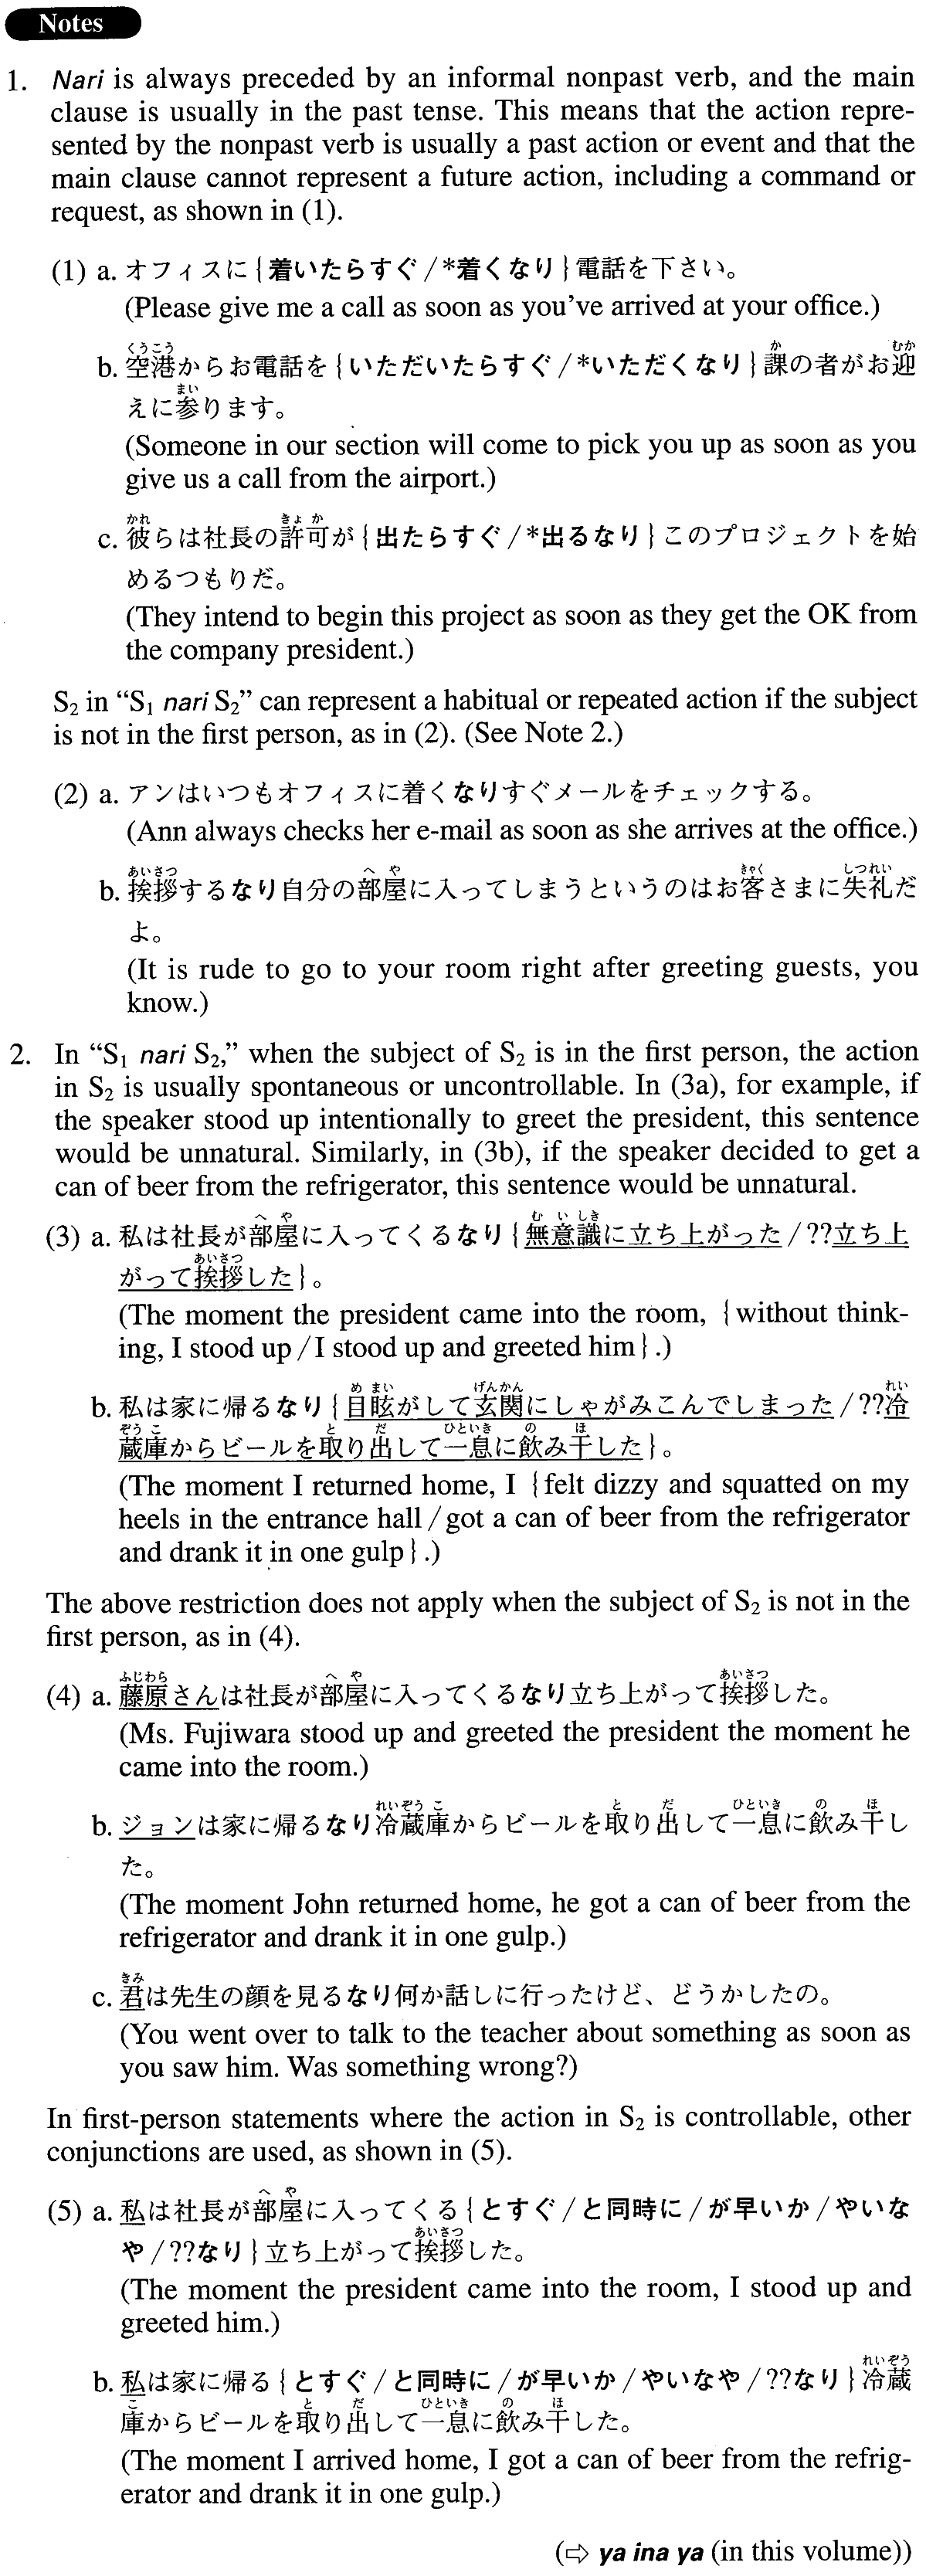 Notes
1. Nari is always preceded by an informal nonpast verb, and the main
clause is usually in the past tense. This means that the action repre-
sented by the nonpast verb is usually a past action or event and that the
main clause cannot represent a future action, including a command or
request, as shown in (1).
(1) a. オフィスに{着いたらすぐ/*着くなり}電話を下さい。
(Please give me a call as soon as you've arrived at your office.)
くうこう か むか
b. 空港からお電話を{いただいたらすぐ/*いただくなり}課の者がお迎
まい
えに参ります。
(Someone in our section will come to pick you up as soon as you
give us a call from the airport.)
かれ きょ か
c. 彼らは社長の許可が{出たらすぐ/*出るなり}このプロジェクトを始
めるつもりだ。
(They intend to begin this project as soon as they get the OK from
the company president.)
S₂ in “S₁ nari S₂” can represent a habitual or repeated action if the subject
is not in the first person, as in (2). (See Note 2.)
(2) a. アンはいつもオフィスに着くなりすぐメールをチェックする。
(Ann always checks her e-mail as soon as she arrives at the office.)
あいさつ へ や きゃく しつれい
b. 挨拶するなり自分の部屋に入ってしまうというのはお客さまに失礼だ
よ。
(It is rude to go to your room right after greeting guests, you
know.)
2. In “S₁ nari S₂,” when the subject of S₂ is in the first person, the action
in S₂ is usually spontaneous or uncontrollable. In (3a), for example, if
the speaker stood up intentionally to greet the president, this sentence
would be unnatural. Similarly, in (3b), if the speaker decided to get a
can of beer from the refrigerator, this sentence would be unnatural.
へ や む い しき
(3) a. 私は社長が部屋に入ってくるなり{無意識に立ち上がった/??立ち上
あいさつ
がって挨拶した}。
(The moment the president came into the room, {without think-
ing, I stood up/I stood up and greeted him}.)
め まい げんかん れい
b. 私は家に帰るなり{目眩がして玄関にしゃがみこんでしまった/??冷
ぞう こ と だ ひといき の ほ
蔵庫からビールを取り出して一息に飲み干した}。
(The moment I returned home, I {felt dizzy and squatted on my
heels in the entrance hall/got a can of beer from the refrigerator
and drank it in one gulp}.)
The above restriction does not apply when the subject of S₂ is not in the
first person, as in (4).
ふじわら へ や あいさつ
(4) a. 藤原さんは社長が部屋に入ってくるなり立ち上がって挨拶した。
(Ms. Fujiwara stood up and greeted the president the moment he
came into the room.)
れいぞう こ と だ ひといき の ほ
b. ジョンは家に帰るなり冷蔵庫からビールを取り出して一息に飲み干し
た。
(The moment John returned home, he got a can of beer from the
refrigerator and drank it in one gulp.)
きみ
c. 君は先生の顔を見るなり何か話しに行ったけど、どうかしたの。
(You went over to talk to the teacher about something as soon as
you saw him. Was something wrong?)
In first-person statements where the action in S₂ is controllable, other
conjunctions are used, as shown in (5).
へ や
(5) a. 私は社長が部屋に入ってくる{とすぐ/と同時に/が早いか/やいな
あいさつ
や/??なり}立ち上がって挨拶した。
(The moment the president came into the room, I stood up and
greeted him.)
れいぞう
b. 私は家に帰る{とすぐ/と同時に/が早いか/やいなや/??なり}冷蔵
こ と だ ひといき の ほ
庫からビールを取り出して一息に飲み干した。
(The moment I arrived home, I got a can of beer from the refrig-
erator and drank it in one gulp.)
(⇨ ya ina ya (in this volume))